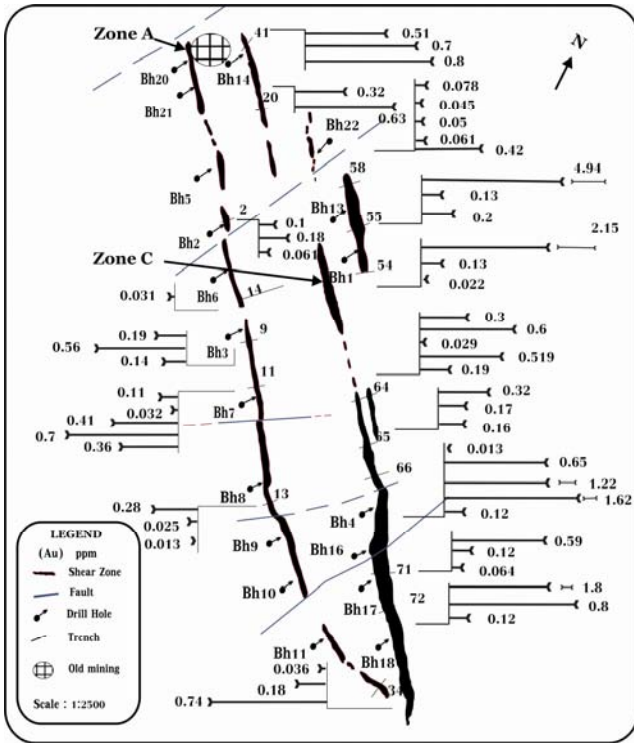 Zone A
41
0.51
0.7
0.8
N
Bh20
Bh14
Bh21
20
0.32
0.63
0.078
0.045
0.05
0.061
0.42
Bh22
58
4.94
0.13
0.2
Bh5
Bh13
55
2
0.1
0.18
0.061
Bh2
2.15
0.13
0.022
Zone C
Bh1
54
Bh6
14
0.031
0.3
0.6
0.029
0.519
0.19
0.19
0.56
0.14
9
Bh3
11
64
0.32
0.17
0.16
0.11
0.032
0.41
0.7
0.36
Bh7
65
0.013
0.65
1.22
1.62
0.12
66
Bh8
13
0.28
0.025
0.013
Bh4
Bh9
Bh16
0.59
0.12
0.064
71
Bh10
72
1.8
0.8
0.12
Bh17
Bh11
Bh18
0.036
0.18
0.74
34
LEGEND
(Au) ppm
Shear Zone
Fault
Drill Hole
Trench
Old mining
Scale : 1:2500